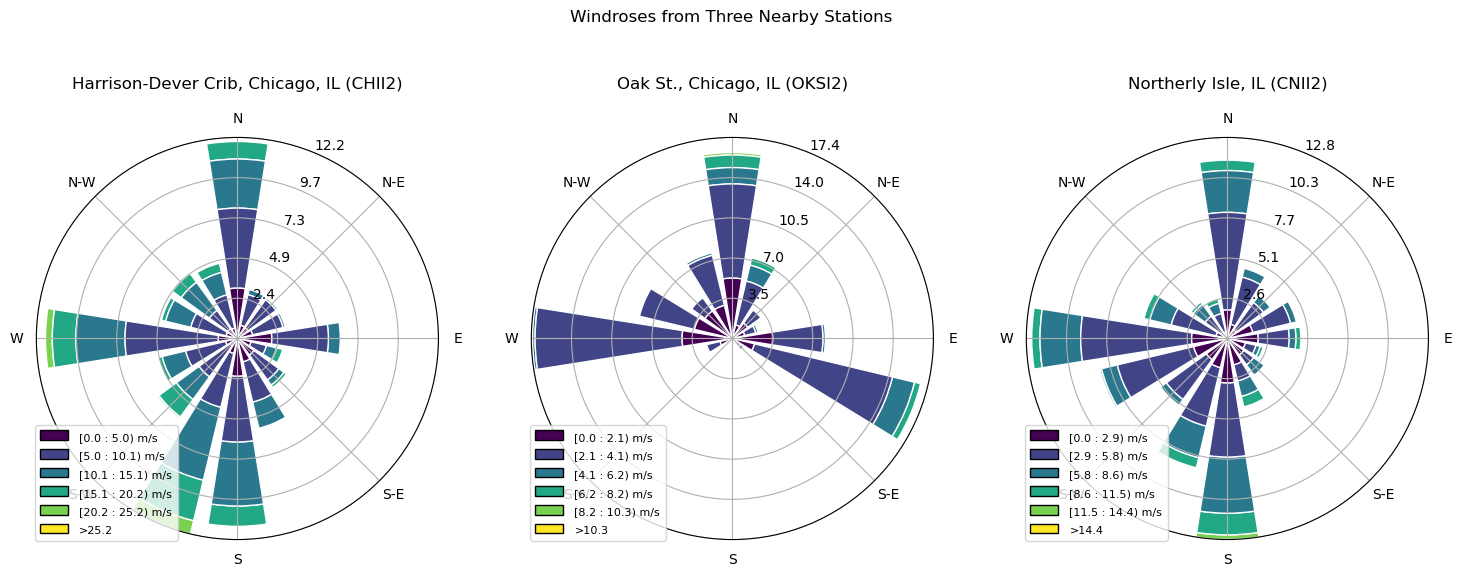 Windroses from Three Nearby Stations
Harrison-Dever Crib, Chicago, IL (CHII2)
N
N-E
E
S-E
S
W
N-W
2.4
4.9
7.3
9.7
12.2
[0.0 : 5.0) m/s
[5.0 : 10.1) m/s
[10.1 : 15.1) m/s
[15.1 : 20.2) m/s
[20.2 : 25.2) m/s
>25.2
Oak St., Chicago, IL (OKSI2)
N
N-E
E
S-E
S
W
N-W
3.5
7.0
10.5
14.0
17.4
[0.0 : 2.1) m/s
[2.1 : 4.1) m/s
[4.1 : 6.2) m/s
[6.2 : 8.2) m/s
[8.2 : 10.3) m/s
>10.3
Northerly Isle, IL (CNII2)
N
N-E
E
S-E
S
W
N-W
2.6
5.1
7.7
10.3
12.8
[0.0 : 2.9) m/s
[2.9 : 5.8) m/s
[5.8 : 8.6) m/s
[8.6 : 11.5) m/s
[11.5 : 14.4) m/s
>14.4